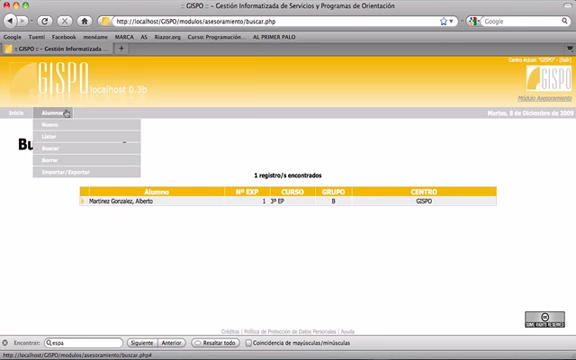 :: GISPO :: - Gestión Informatizada de Servicios y Programas de Orientación
http://localhost/GISPO/modulos/asesoramiento/buscar.php
Google
Google Tuenti Facebook menéame MARCA AS Riazor.org Curso: Programación... AL PRIMER PALO
:: GISPO :: - Gestión Informatizada ...
Centro Actual: "GISPO" - [Salir]
GISPO localhost 0.3b
GISPO
Módulo Asesoramiento
Inicio Alumnos Martes, 8 de Diciembre de 2009
Nuevo
Listar
Buscar
Borrar
Importar/Exportar
Bu
1 registro/s encontrados
Alumno Nº EXP CURSO GRUPO CENTRO
Martinez Gonzalez, Alberto 1 3º EP B GISPO
Créditos | Política de Protección de Datos Personales | Ayuda
Encontrar: espa Siguiente Anterior Resaltar todo Coincidencia de mayúsculas/minúsculas
http://localhost/GISPO/modulos/asesoramiento/buscar.php#